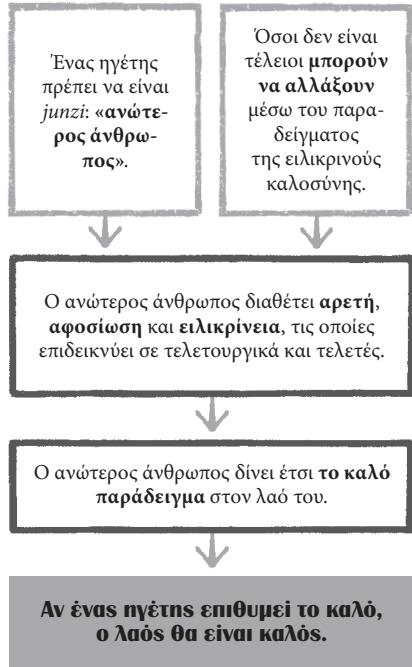 Ένας ηγέτης
πρέπει να είναι
junzi: «ανώτε-
ρος άνθρω-
πος».
Όσοι δεν είναι
τέλειοι μπορούν
να αλλάξουν
μέσω του παρα-
δείγματος
της ειλικρινούς
καλοσύνης.
Ο ανώτερος άνθρωπος διαθέτει αρετή,
αφοσίωση και ειλικρίνεια, τις οποίες
επιδεικνύει σε τελετουργικά και τελετές.
Ο ανώτερος άνθρωπος δίνει έτσι το καλό
παράδειγμα στον λαό του.
Αν ένας ηγέτης επιθυμεί το καλό,
ο λαός θα είναι καλός.